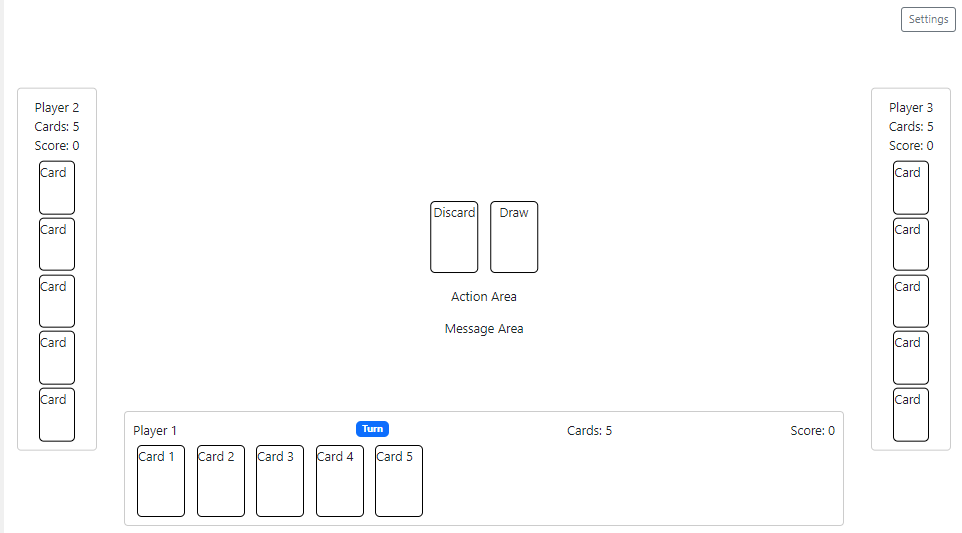 Settings
Player 2
Cards: 5
Score: 0
Card
Card
Card
Card
Card
Player 3
Cards: 5
Score: 0
Card
Card
Card
Card
Card
Discard Draw
Action Area
Message Area
Player 1 Turn Cards: 5 Score: 0
Card 1 Card 2 Card 3 Card 4 Card 5